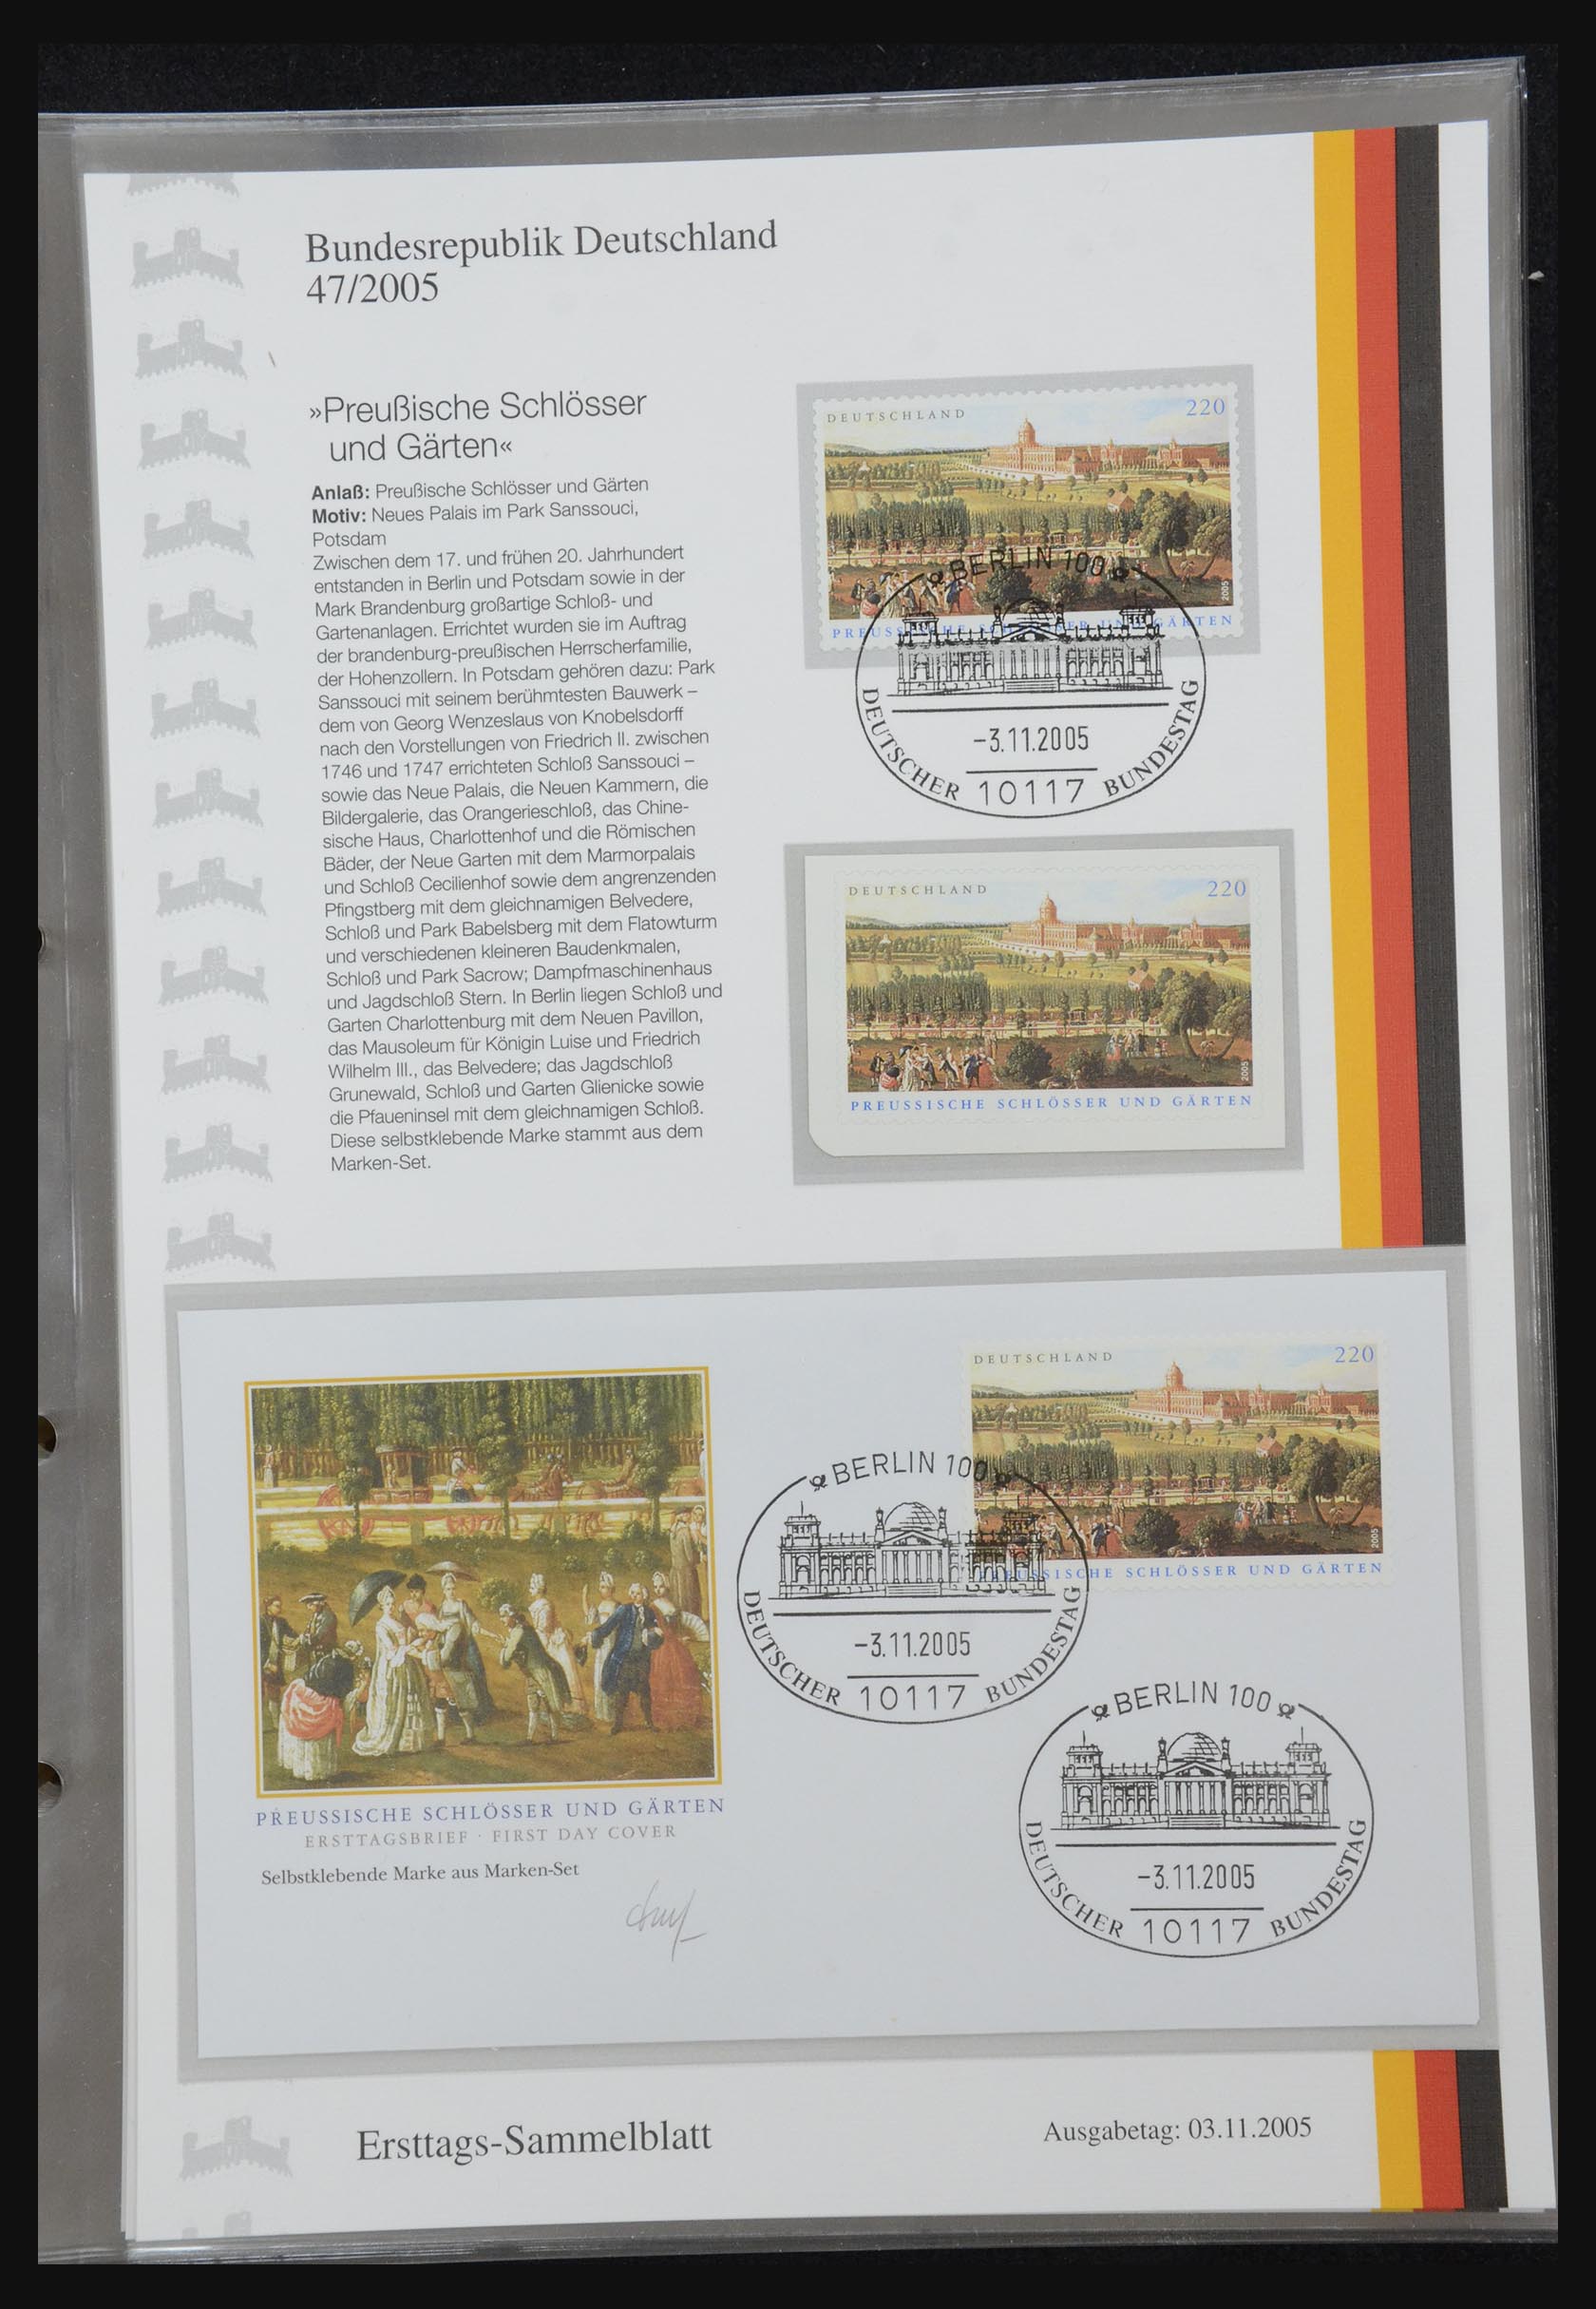 Bundesrepublik Deutschland
47/2005
»Preußische Schlösser
und Gärten«
Anlaß: Preußische Schlösser und Gärten
Motiv: Neues Palais im Park Sanssouci,
Potsdam
Zwischen dem 17. und frühen 20. Jahrhundert
entstanden in Berlin und Potsdam sowie in der
Mark Brandenburg großartige Schloß- und
Gartenanlagen. Errichtet wurden sie im Auftrag
der brandenburg-preußischen Herrscherfamilie,
der Hohenzollern. In Potsdam gehören dazu: Park
Sanssouci mit seinem berühmtesten Bauwerk –
dem von Georg Wenzeslaus von Knobelsdorff
nach den Vorstellungen von Friedrich II. zwischen
1746 und 1747 errichteten Schloß Sanssouci –
sowie das Neue Palais, die Neuen Kammern, die
Bildergalerie, das Orangerieschloß, das Chine-
sische Haus, Charlottenhof und die Römischen
Bäder, der Neue Garten mit dem Marmorpalais
und Schloß Cecilienhof sowie dem angrenzenden
Pfingstberg mit dem gleichnamigen Belvedere,
Schloß und Park Babelsberg mit dem Flatowturm
und verschiedenen kleineren Baudenkmalen,
Schloß und Park Sacrow; Dampfmaschinenhaus
und Jagdschloß Stern. In Berlin liegen Schloß und
Garten Charlottenburg mit dem Neuen Pavillon,
das Mausoleum für Königin Luise und Friedrich
Wilhelm III., das Belvedere; das Jagdschloß
Grunewald, Schloß und Garten Glienicke sowie
die Pfaueninsel mit dem gleichnamigen Schloß.
Diese selbstklebende Marke stammt aus dem
Marken-Set.
DEUTSCHLAND 220
2005
PREUSSISCHE SCHLÖSSER UND GÄRTEN
BERLIN 100
-3.11.2005
DEUTSCHER 10117 BUNDESTAG
DEUTSCHLAND 220
2005
PREUSSISCHE SCHLÖSSER UND GÄRTEN
DEUTSCHLAND 220
2005
PREUSSISCHE SCHLÖSSER UND GÄRTEN
BERLIN 100
-3.11.2005
DEUTSCHER 10117 BUNDESTAG
BERLIN 100
-3.11.2005
DEUTSCHER 10117 BUNDESTAG
PREUSSISCHE SCHLÖSSER UND GÄRTEN
ERSTTAGSBRIEF · FIRST DAY COVER
Selbstklebende Marke aus Marken-Set
Ersttags-Sammelblatt
Ausgabetag: 03.11.2005